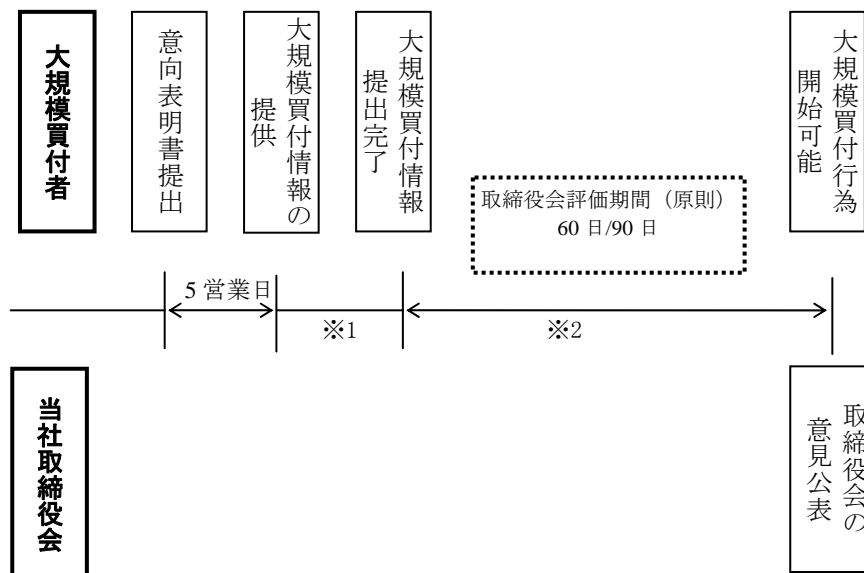 大規模買付者
意向表明書提出
大規模買付情報の
提供
大規模買付情報
提出完了
取締役会評価期間（原則）
60 日/90 日
大規模買付行為
開始可能
5 営業日
※1
※2
当社取締役会
取締役会の
意見公表